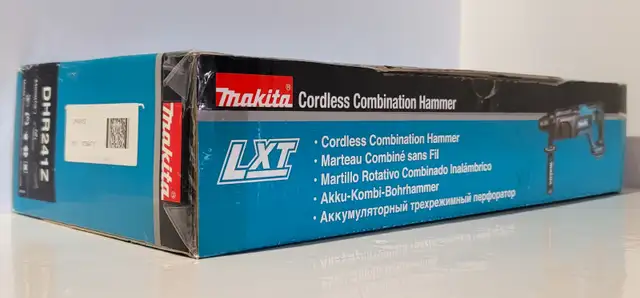 DHR241Z
makita
makita® Cordless Combination Hammer
LXT
· Cordless Combination Hammer
· Marteau Combiné sans Fil
· Martillo Rotativo Combinado Inalámbrico
· Akku-Kombi-Bohrhammer
· Аккумуляторный трехрежимный перфоратор